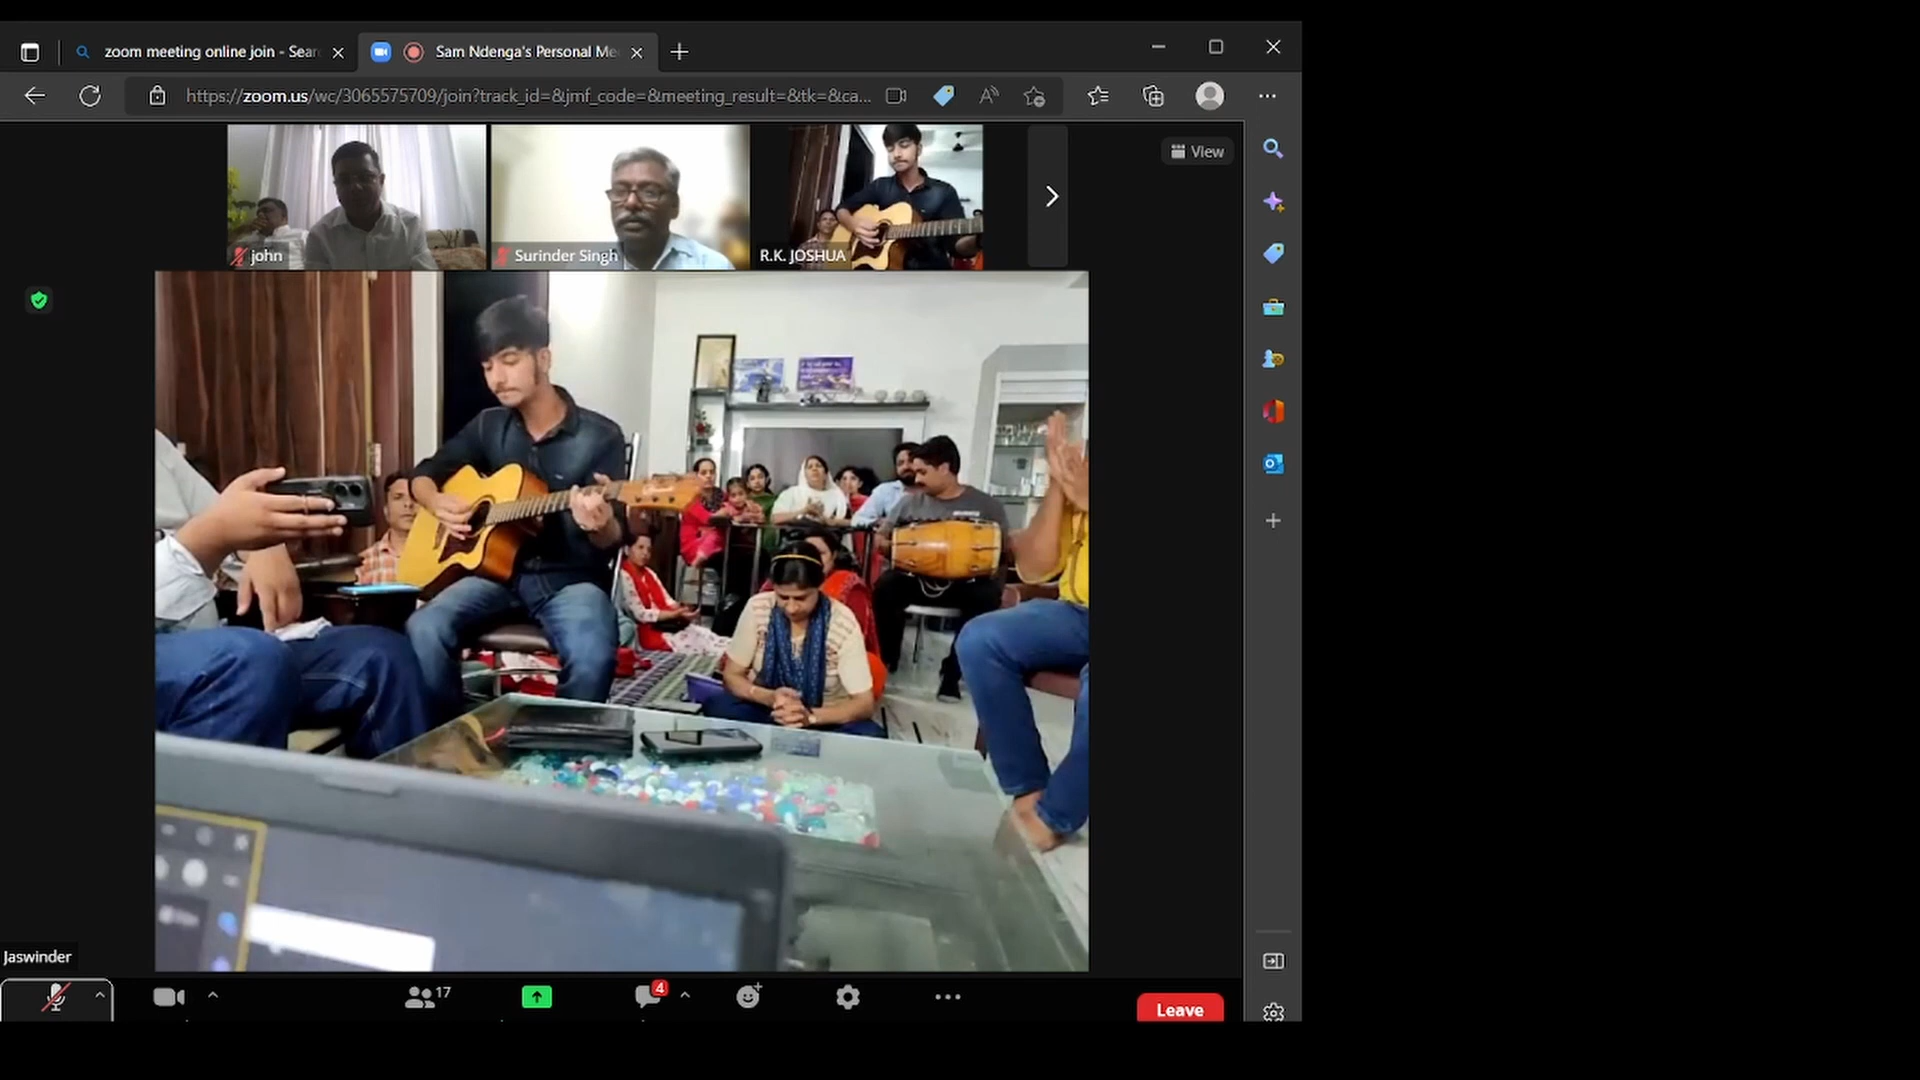 zoom meeting online join - Sear
Sam Ndenga's Personal Me
https://zoom.us/wc/3065575709/join?track_id=&jmf_code=&meeting_result=&tk=&ca...
View
john
Surinder Singh
R.K. JOSHUA
Jaswinder
17
4
Leave